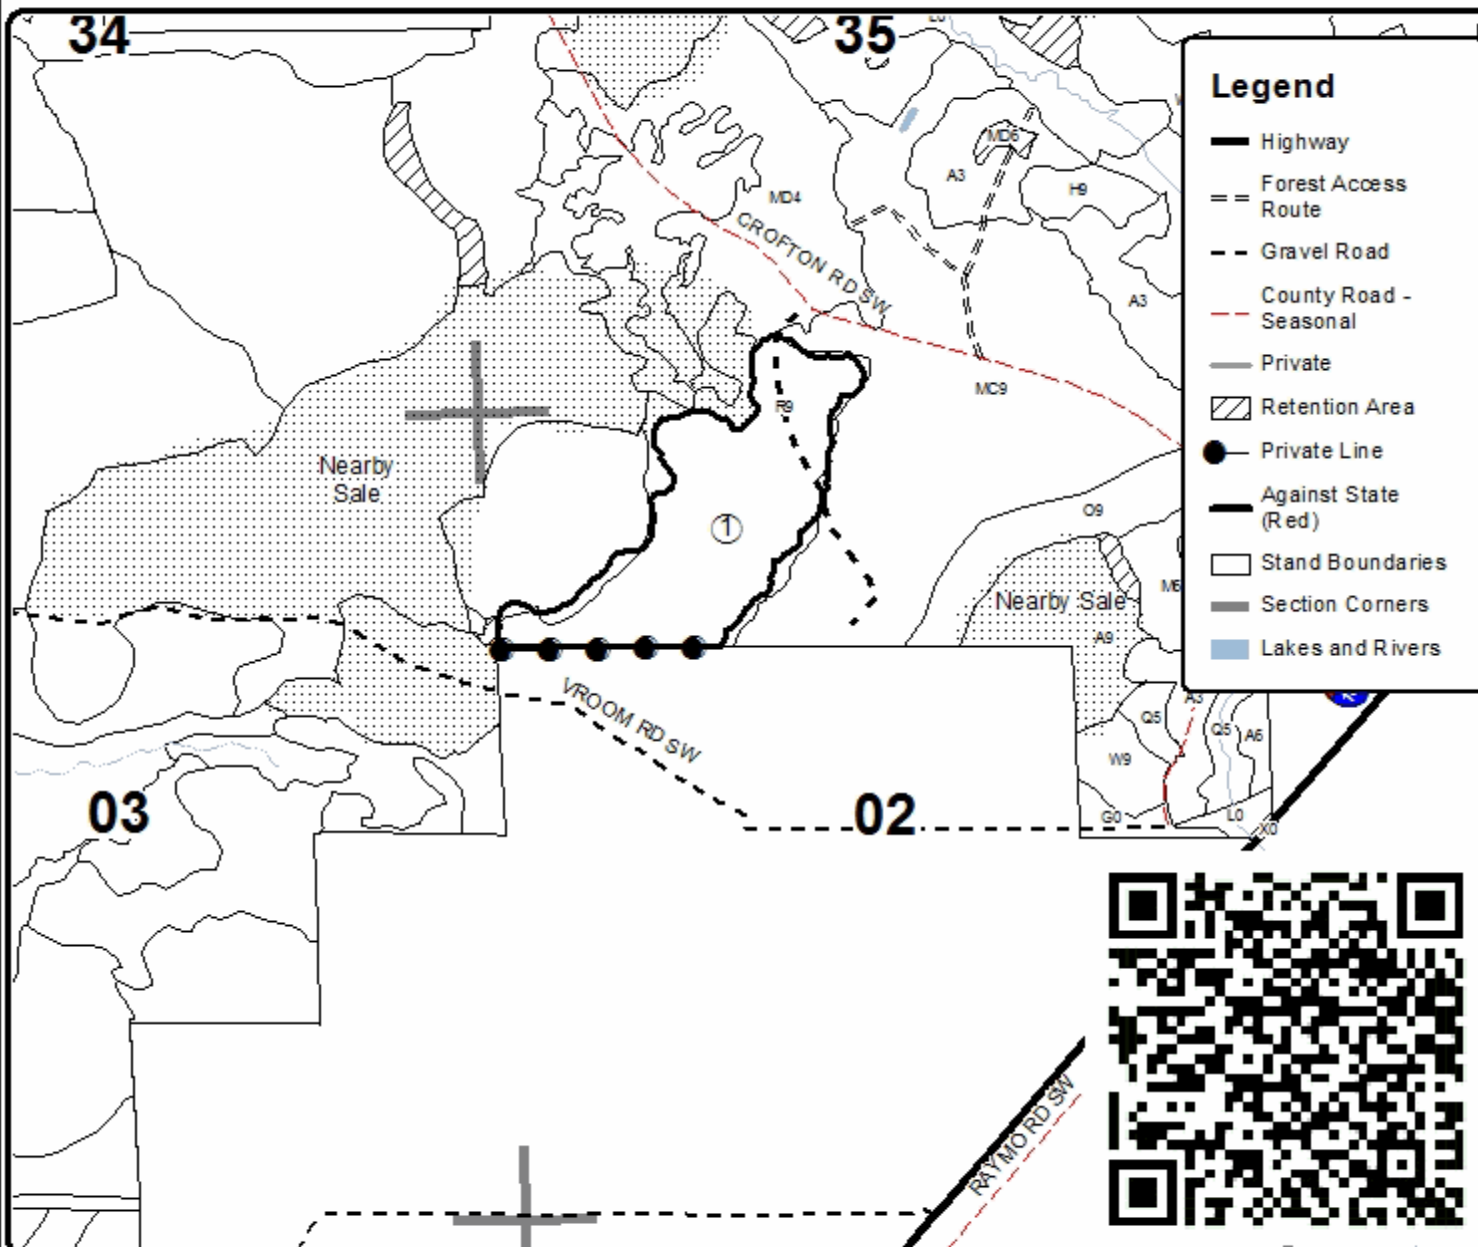 34
35
Legend
Highway
Forest Access
Route
Gravel Road
County Road -
Seasonal
Private
Retention Area
Private Line
Against State
(Red)
Stand Boundaries
Section Corners
Lakes and Rivers
MD6
A3
H9
MD4
CROFTON RD SW
A3
MC9
R9
Nearby
Sale
1
O9
M6
Nearby Sale
A9
A3
VROOM RD SW
Q5
Q5
A6
W9
03
02
G0
L0
X0
RAYMO RD SW